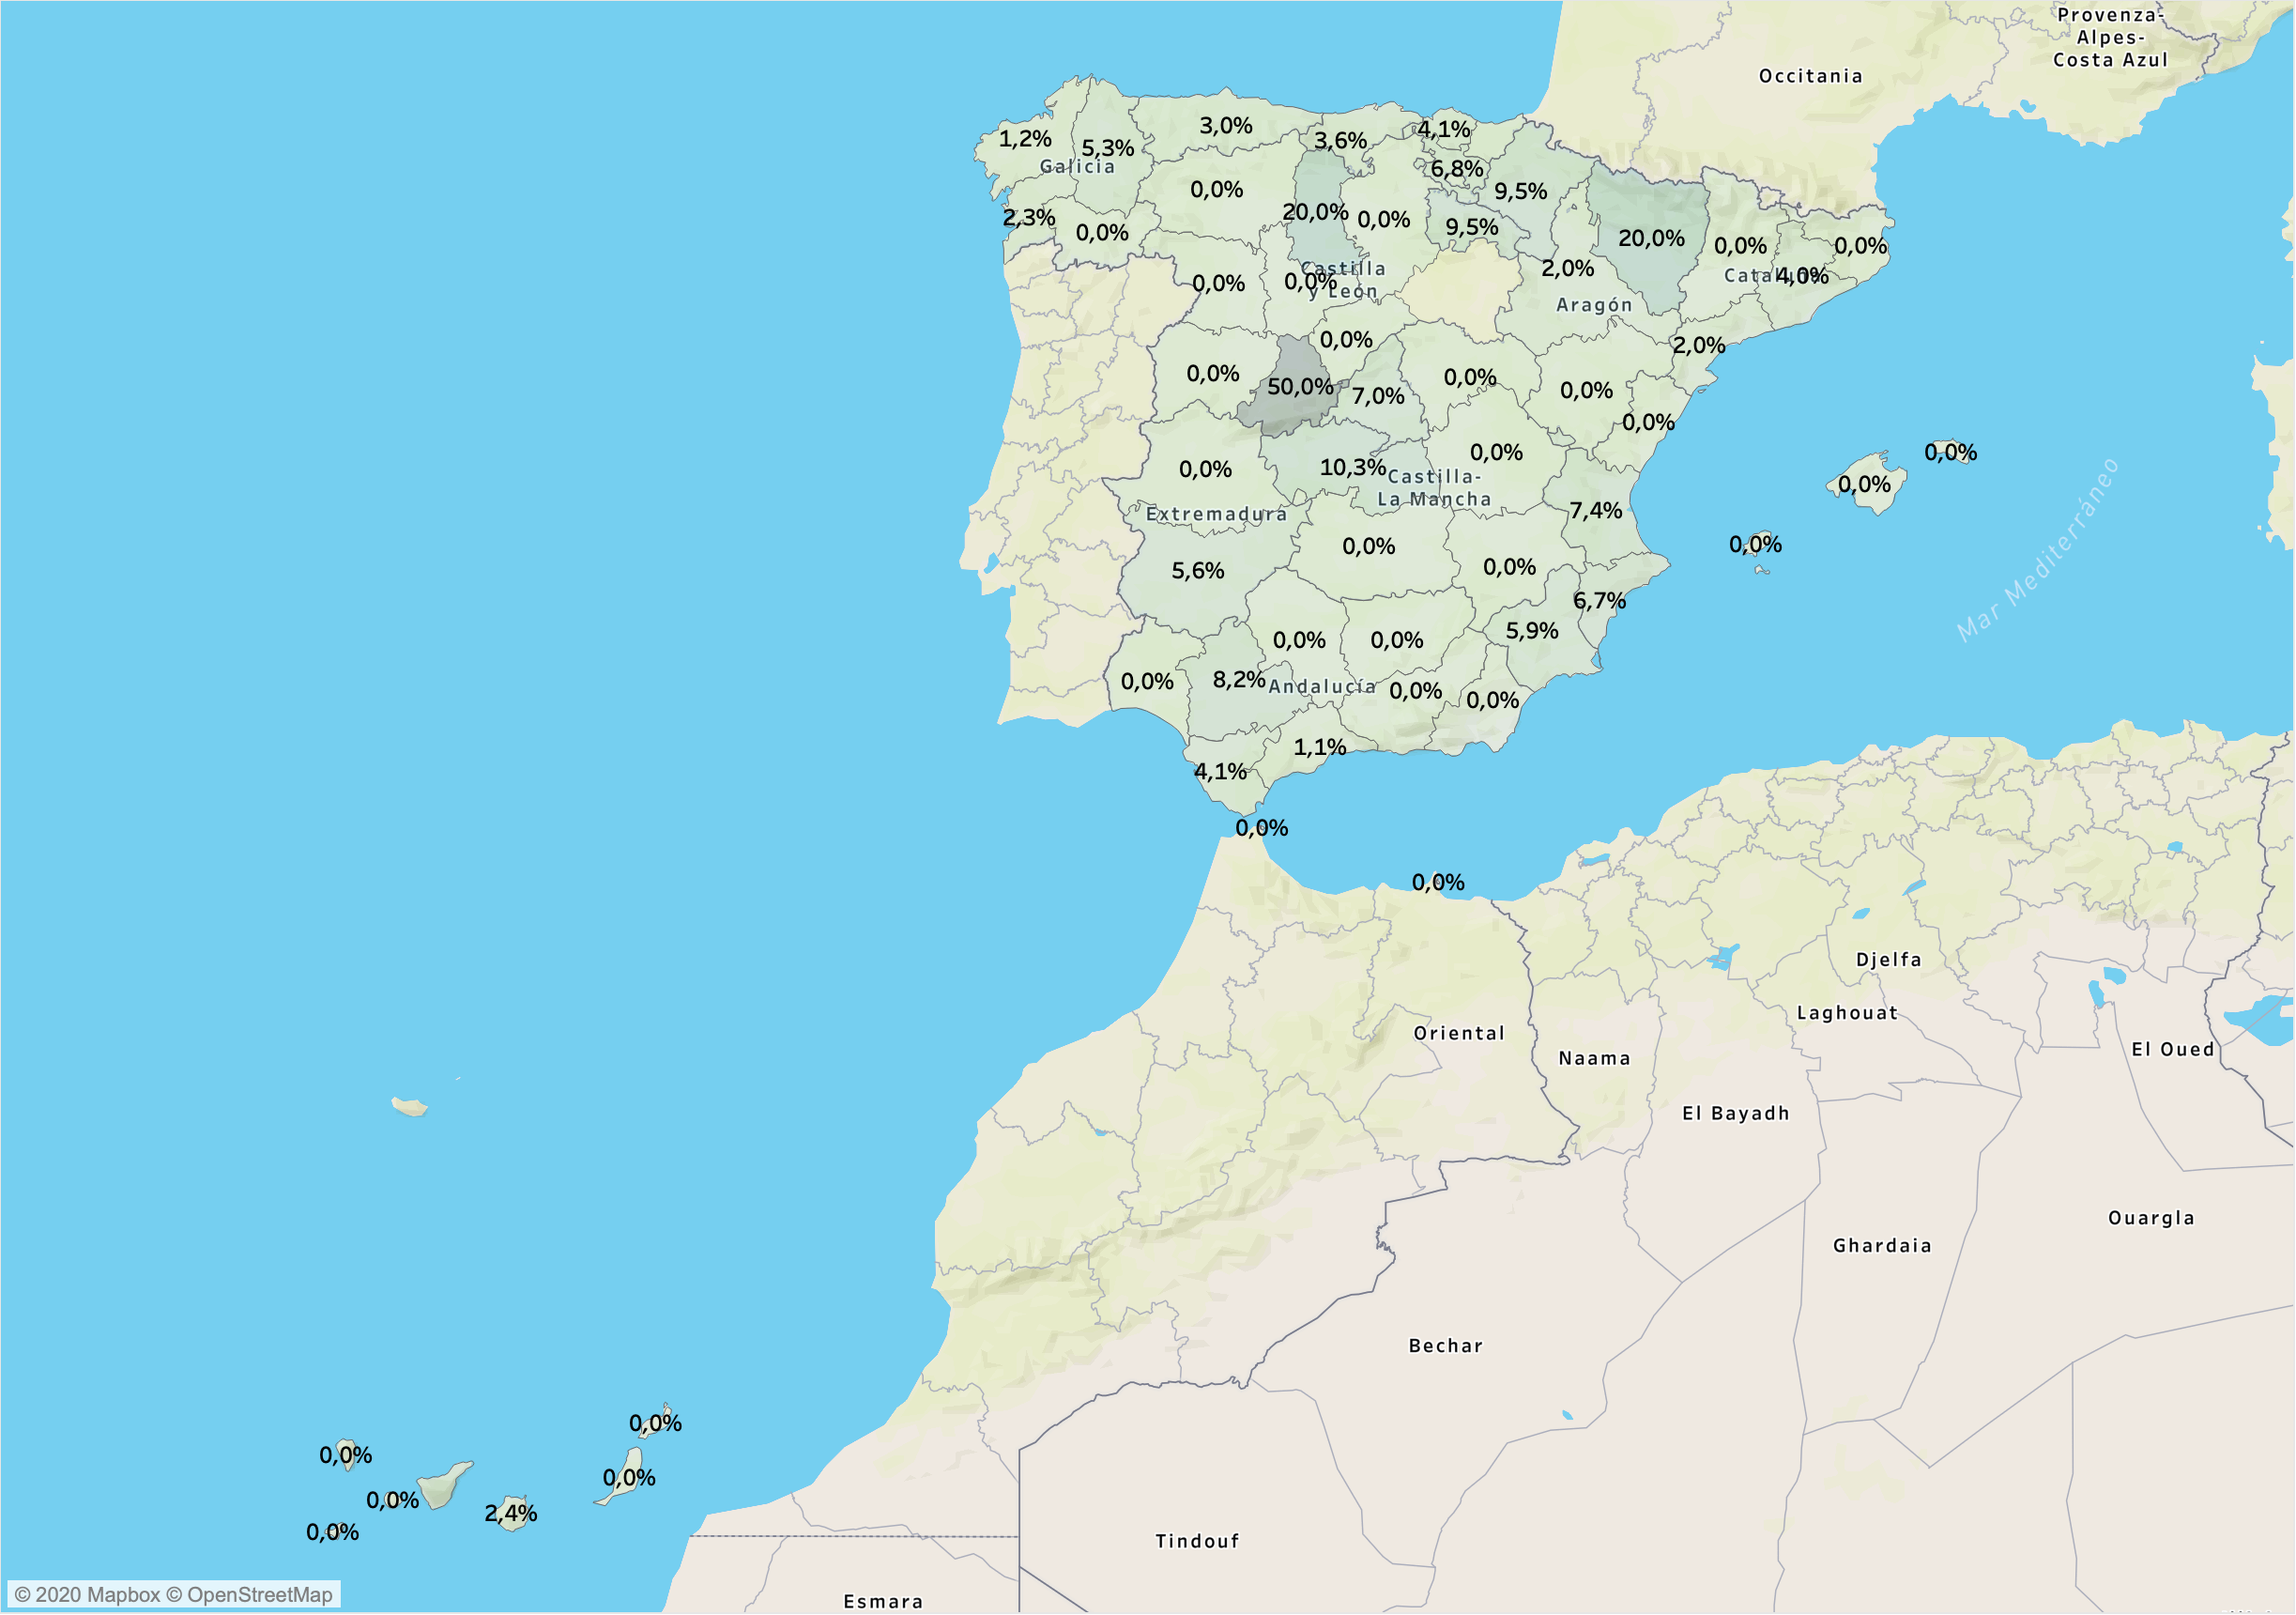 Provenza-
Alpes-
Costa Azul
Occitania
1,2%
5,3%
3,0%
3,6%
4,1%
Galicia
6,8%
0,0%
9,5%
2,3%
0,0%
20,0%
0,0%
9,5%
20,0%
0,0%
0,0%
Castilla
y León
0,0%
0,0%
2,0%
4,0%
Aragón
0,0%
2,0%
0,0%
50,0%
7,0%
0,0%
0,0%
0,0%
0,0%
10,3%
Castilla-
La Mancha
0,0%
0,0%
0,0%
Extremadura
7,4%
0,0%
0,0%
Mar Mediterráneo
5,6%
0,0%
6,7%
5,9%
0,0%
0,0%
0,0%
8,2%
Andalucía
0,0%
0,0%
1,1%
4,1%
0,0%
0,0%
Djelfa
Laghouat
Oriental
Naama
El Oued
El Bayadh
Ouargla
Ghardaia
Bechar
0,0%
0,0%
0,0%
0,0%
2,4%
0,0%
Tindouf
© 2020 Mapbox © OpenStreetMap
Esmara